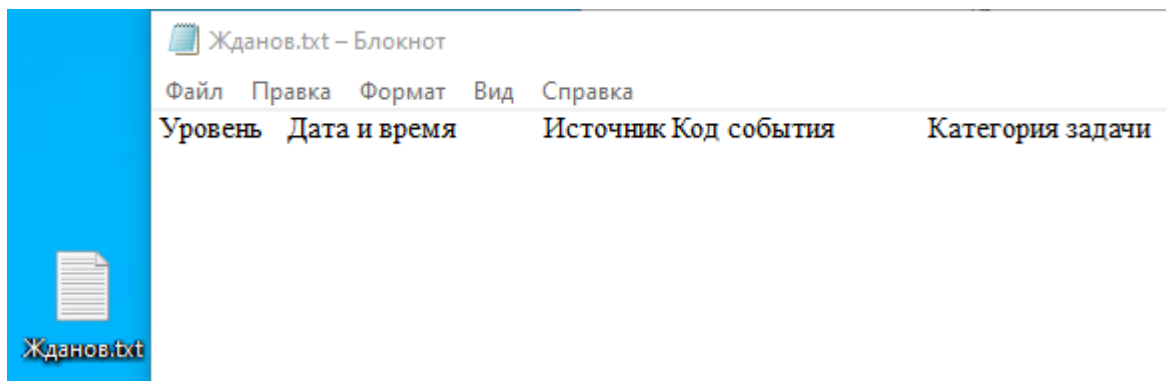 Жданов.txt – Блокнот
Файл Правка Формат Вид Справка
Уровень Дата и время Источник Код события Категория задачи
Жданов.txt